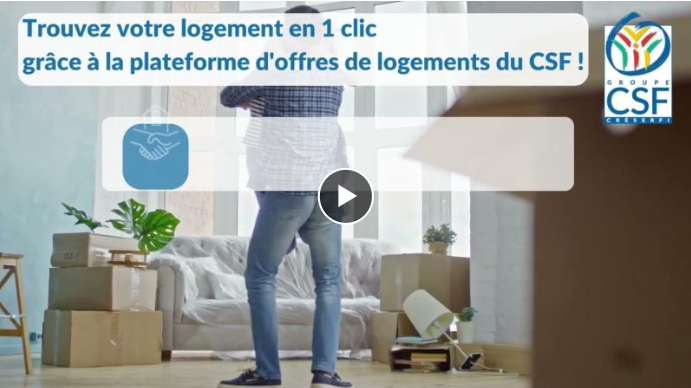 Trouvez votre logement en 1 clic
grâce à la plateforme d'offres de logements du CSF !
GROUPE
CSF
CRESERFI